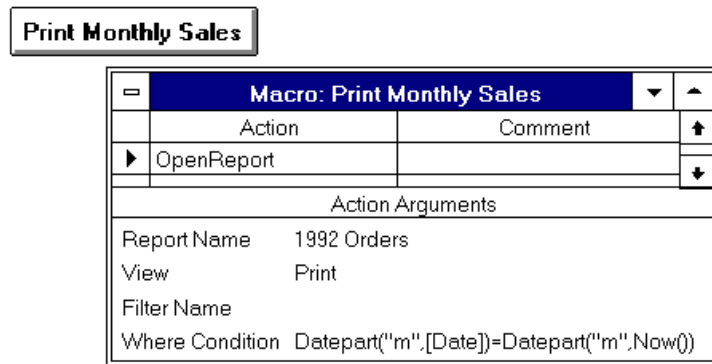 Print Monthly Sales
Macro: Print Monthly Sales
Action Comment
OpenReport
Action Arguments
Report Name 1992 Orders
View Print
Filter Name
Where Condition Datepart("m",[Date])=Datepart("m",Now())